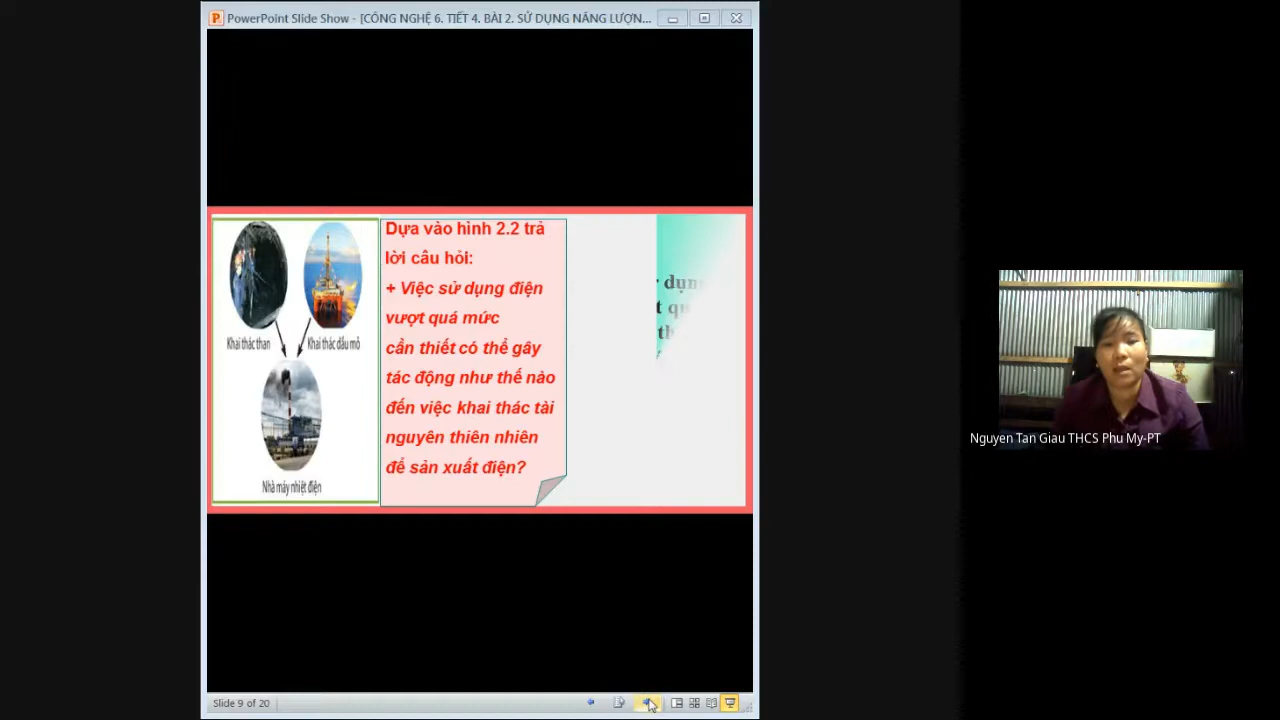 PowerPoint Slide Show - [CÔNG NGHỆ 6. TIẾT 4. BÀI 2. SỬ DỤNG NĂNG LƯỢN...
Khai thác than
Khai thác dầu mỏ
Nhà máy nhiệt điện
Dựa vào hình 2.2 trả
lời câu hỏi:
+ Việc sử dụng điện
vượt quá mức
cần thiết có thể gây
tác động như thế nào
đến việc khai thác tài
nguyên thiên nhiên
để sản xuất điện?
Nguyen Tan Giau THCS Phu My-PT
Slide 9 of 20